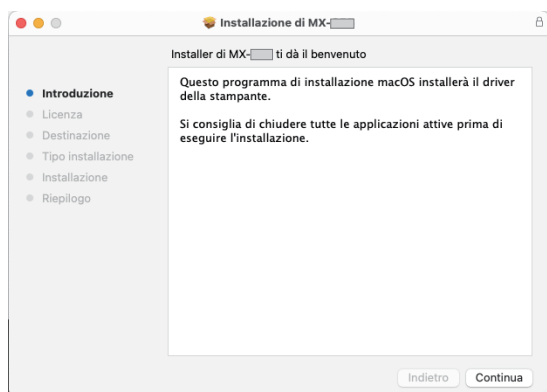 Installazione di MX-
Installer di MX- ti dà il benvenuto
Introduzione
Licenza
Destinazione
Tipo installazione
Installazione
Riepilogo
Questo programma di installazione macOS installerà il driver
della stampante.
Si consiglia di chiudere tutte le applicazioni attive prima di
eseguire l'installazione.
Indietro
Continua